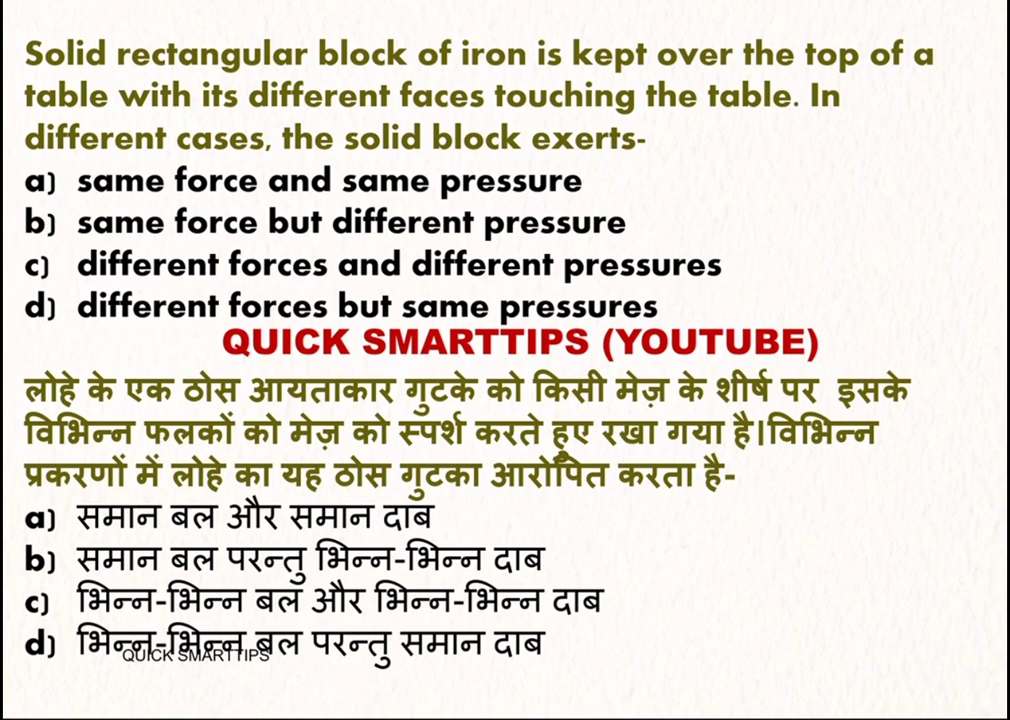 Solid rectangular block of iron is kept over the top of a
table with its different faces touching the table. In
different cases, the solid block exerts-
a) same force and same pressure
b) same force but different pressure
c) different forces and different pressures
d) different forces but same pressures
QUICK SMARTTIPS (YOUTUBE)
लोहे के एक ठोस आयताकार गुटके को किसी मेज़ के शीर्ष पर इसके
विभिन्न फलकों को मेज़ को स्पर्श करते हुए रखा गया है।विभिन्न
प्रकरणों में लोहे का यह ठोस गुटका आरोपित करता है-
a) समान बल और समान दाब
b) समान बल परन्तु भिन्न-भिन्न दाब
c) भिन्न-भिन्न बल और भिन्न-भिन्न दाब
d) भिन्न-भिन्न बल परन्तु समान दाब
QUICK SMARTTIPS